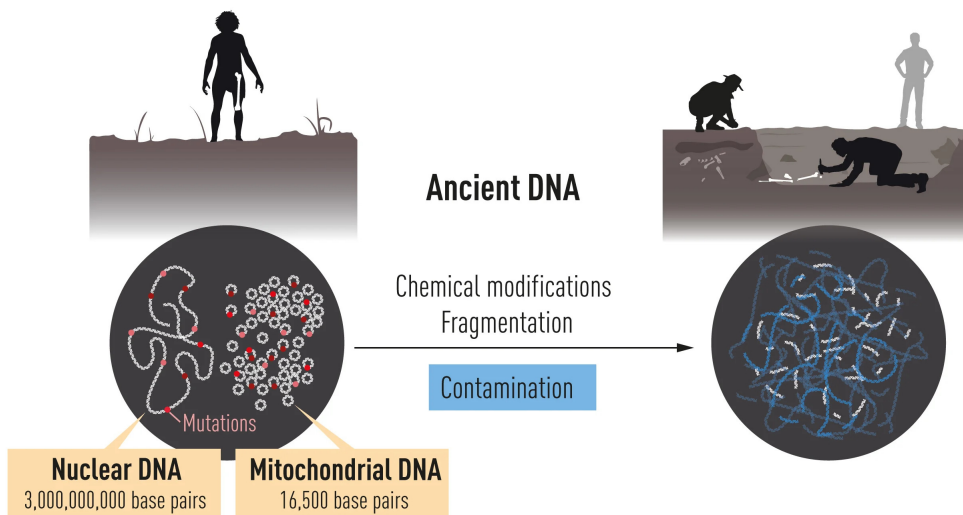 Ancient DNA
Chemical modifications
Fragmentation
Contamination
Mutations
Nuclear DNA
3,000,000,000 base pairs
Mitochondrial DNA
16,500 base pairs